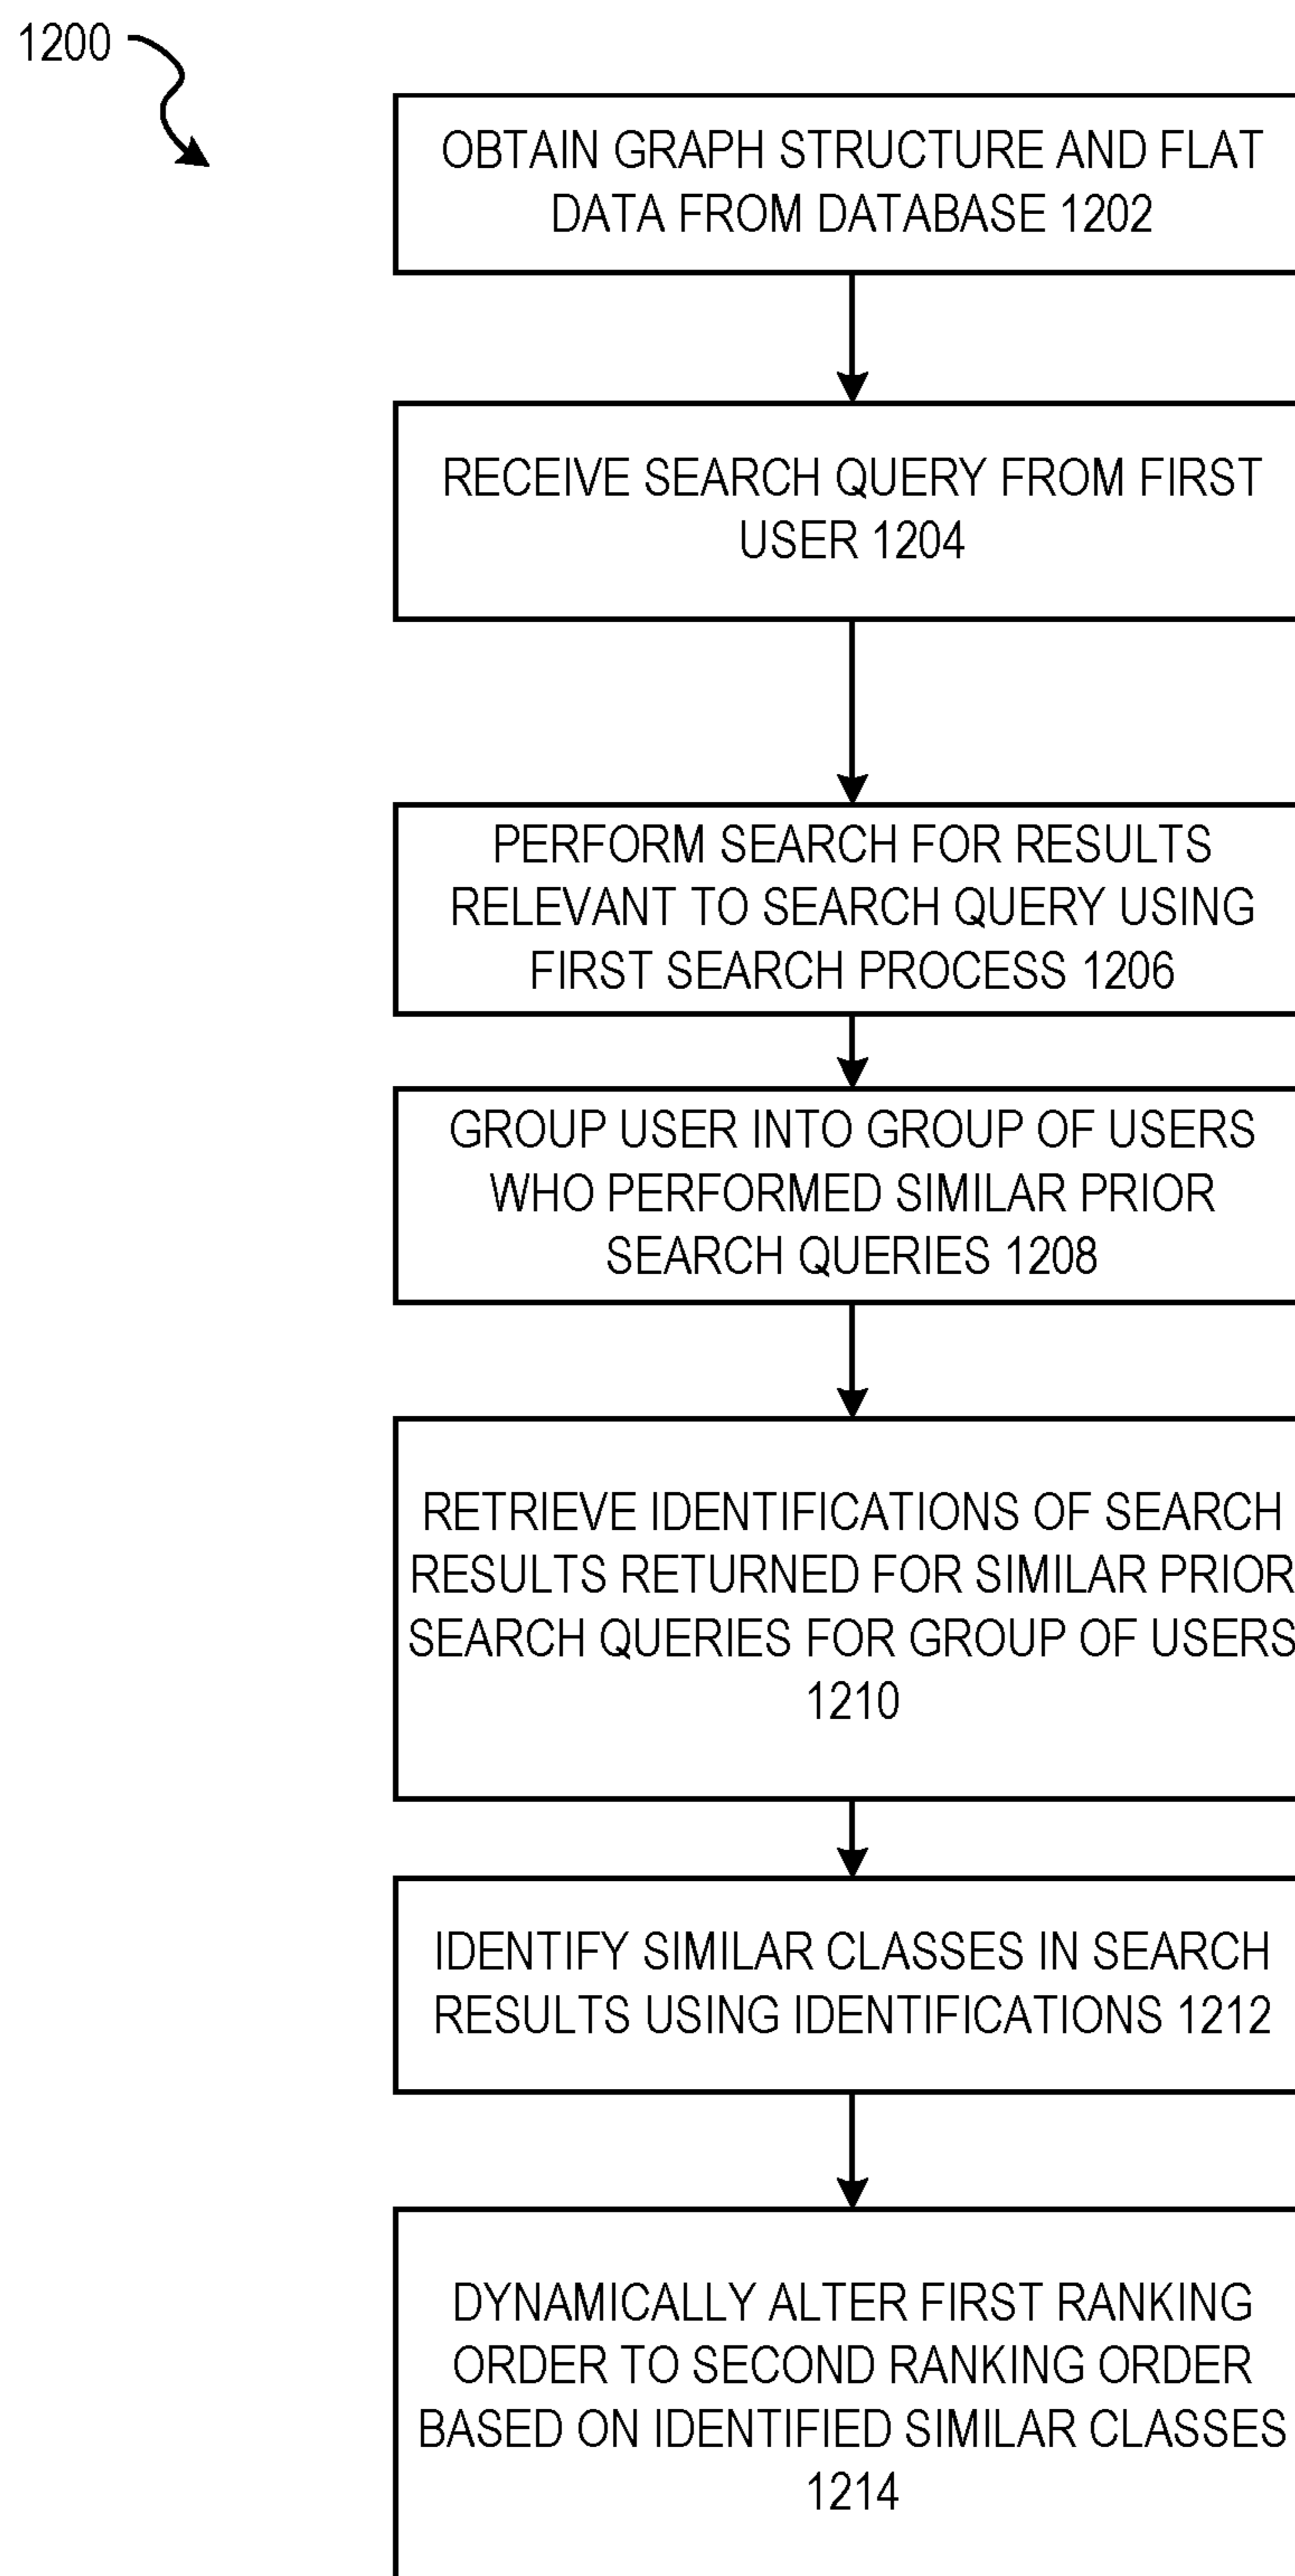 1200
OBTAIN GRAPH STRUCTURE AND FLAT
DATA FROM DATABASE 1202
RECEIVE SEARCH QUERY FROM FIRST
USER 1204
PERFORM SEARCH FOR RESULTS
RELEVANT TO SEARCH QUERY USING
FIRST SEARCH PROCESS 1206
GROUP USER INTO GROUP OF USERS
WHO PERFORMED SIMILAR PRIOR
SEARCH QUERIES 1208
RETRIEVE IDENTIFICATIONS OF SEARCH
RESULTS RETURNED FOR SIMILAR PRIOR
SEARCH QUERIES FOR GROUP OF USERS
1210
IDENTIFY SIMILAR CLASSES IN SEARCH
RESULTS USING IDENTIFICATIONS 1212
DYNAMICALLY ALTER FIRST RANKING
ORDER TO SECOND RANKING ORDER
BASED ON IDENTIFIED SIMILAR CLASSES
1214